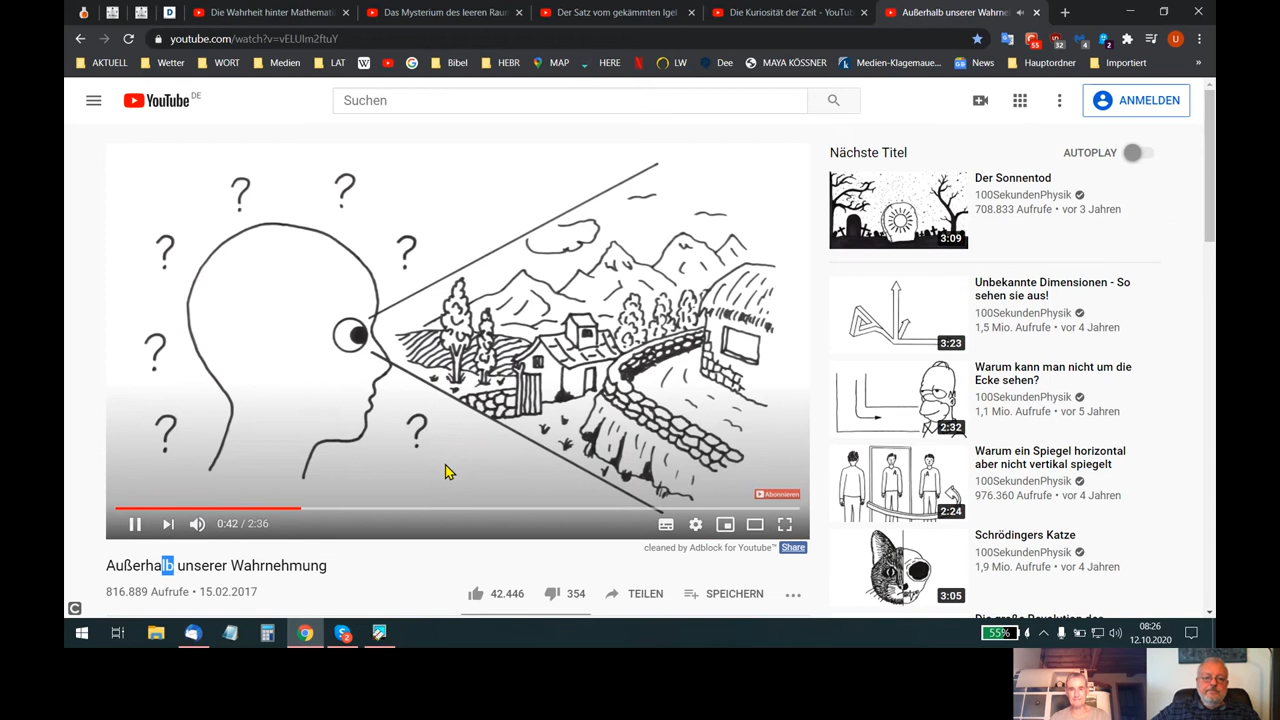 Die Wahrheit hinter Mathemati
Das Mysterium des leeren Raun
Der Satz vom gekämmten Igel
Die Kuriosität der Zeit - YouTu
Außerhalb unserer Wahrne
youtube.com/watch?v=vELUIm2ftuY
55
32
4
2
U
AKTUELL
Wetter
WORT
Medien
LAT
Bibel
HEBR
MAP
HERE
LW
Dee
MAYA KÖSSNER
Medien-Klagemaue...
News
Hauptordner
Importiert
»
YouTube DE
Suchen
ANMELDEN
? ? ? ? ? ? ?
Abonnieren
0:42 / 2:36
cleaned by Adblock for Youtube™ Share
Außerhalb unserer Wahrnehmung
816.889 Aufrufe • 15.02.2017
42.446
354
TEILEN
SPEICHERN
Nächste Titel
AUTOPLAY
Der Sonnentod
100SekundenPhysik
708.833 Aufrufe • vor 3 Jahren
3:09
Unbekannte Dimensionen - So
sehen sie aus!
100SekundenPhysik
1,5 Mio. Aufrufe • vor 4 Jahren
3:23
Warum kann man nicht um die
Ecke sehen?
100SekundenPhysik
1,1 Mio. Aufrufe • vor 5 Jahren
2:32
Warum ein Spiegel horizontal
aber nicht vertikal spiegelt
100SekundenPhysik
976.360 Aufrufe • vor 4 Jahren
2:24
Schrödingers Katze
100SekundenPhysik
1,9 Mio. Aufrufe • vor 4 Jahren
3:05
55%
08:26
12.10.2020